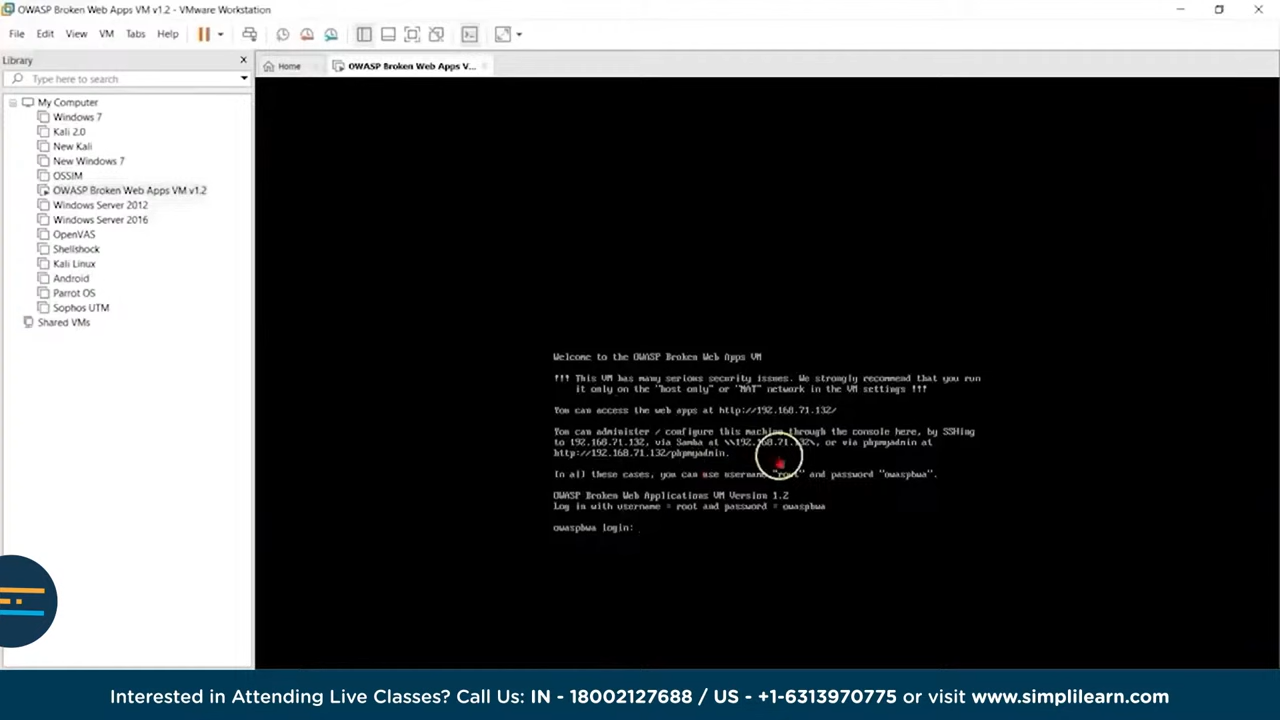 OWASP Broken Web Apps VM v1.2 - VMware Workstation
File Edit View VM Tabs Help
Library
Type here to search
My Computer
Windows 7
Kali 2.0
New Kali
New Windows 7
OSSIM
OWASP Broken Web Apps VM v1.2
Windows Server 2012
Windows Server 2016
OpenVAS
Shellshock
Kali Linux
Android
Parrot OS
Sophos UTM
Shared VMs
Home
OWASP Broken Web Apps V...
Welcome to the OWASP Broken Web Apps VM
!!! This VM has many serious security issues. We strongly recommend that you run
it only on the "host only" or "NAT" network in the VM settings !!!
You can access the web apps at http://192.168.71.132/
You can administer / configure this machine through the console here, by SSHing
to 192.168.71.132, via Samba at \\192.168.71.132\, or via phpmyadmin at
http://192.168.71.132/phpmyadmin.
In all these cases, you can use username "root" and password "owaspbwa".
OWASP Broken Web Applications VM Version 1.2
Log in with username = root and password = owaspbwa
owaspbwa login:
Interested in Attending Live Classes? Call Us: IN - 18002127688 / US - +1-6313970775 or visit www.simplilearn.com